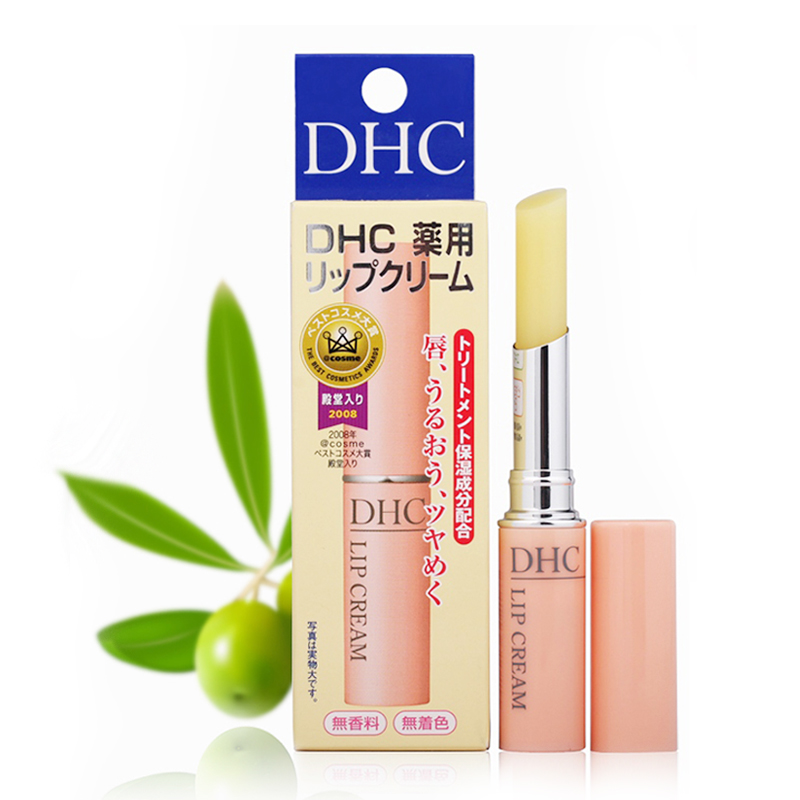 DHC
DHC 薬用
リップクリーム
ベストコスメ大賞
@cosme
THE BEST COSMETICS AWARDS
殿堂入り
2008
2008年
@cosme
ベストコスメ大賞
殿堂入り
トリートメント保湿成分配合
唇、うるおう、ツヤめく
DHC
LIP CREAM
写真は実物大です。
無香料
無着色
DHC
LIP CREAM